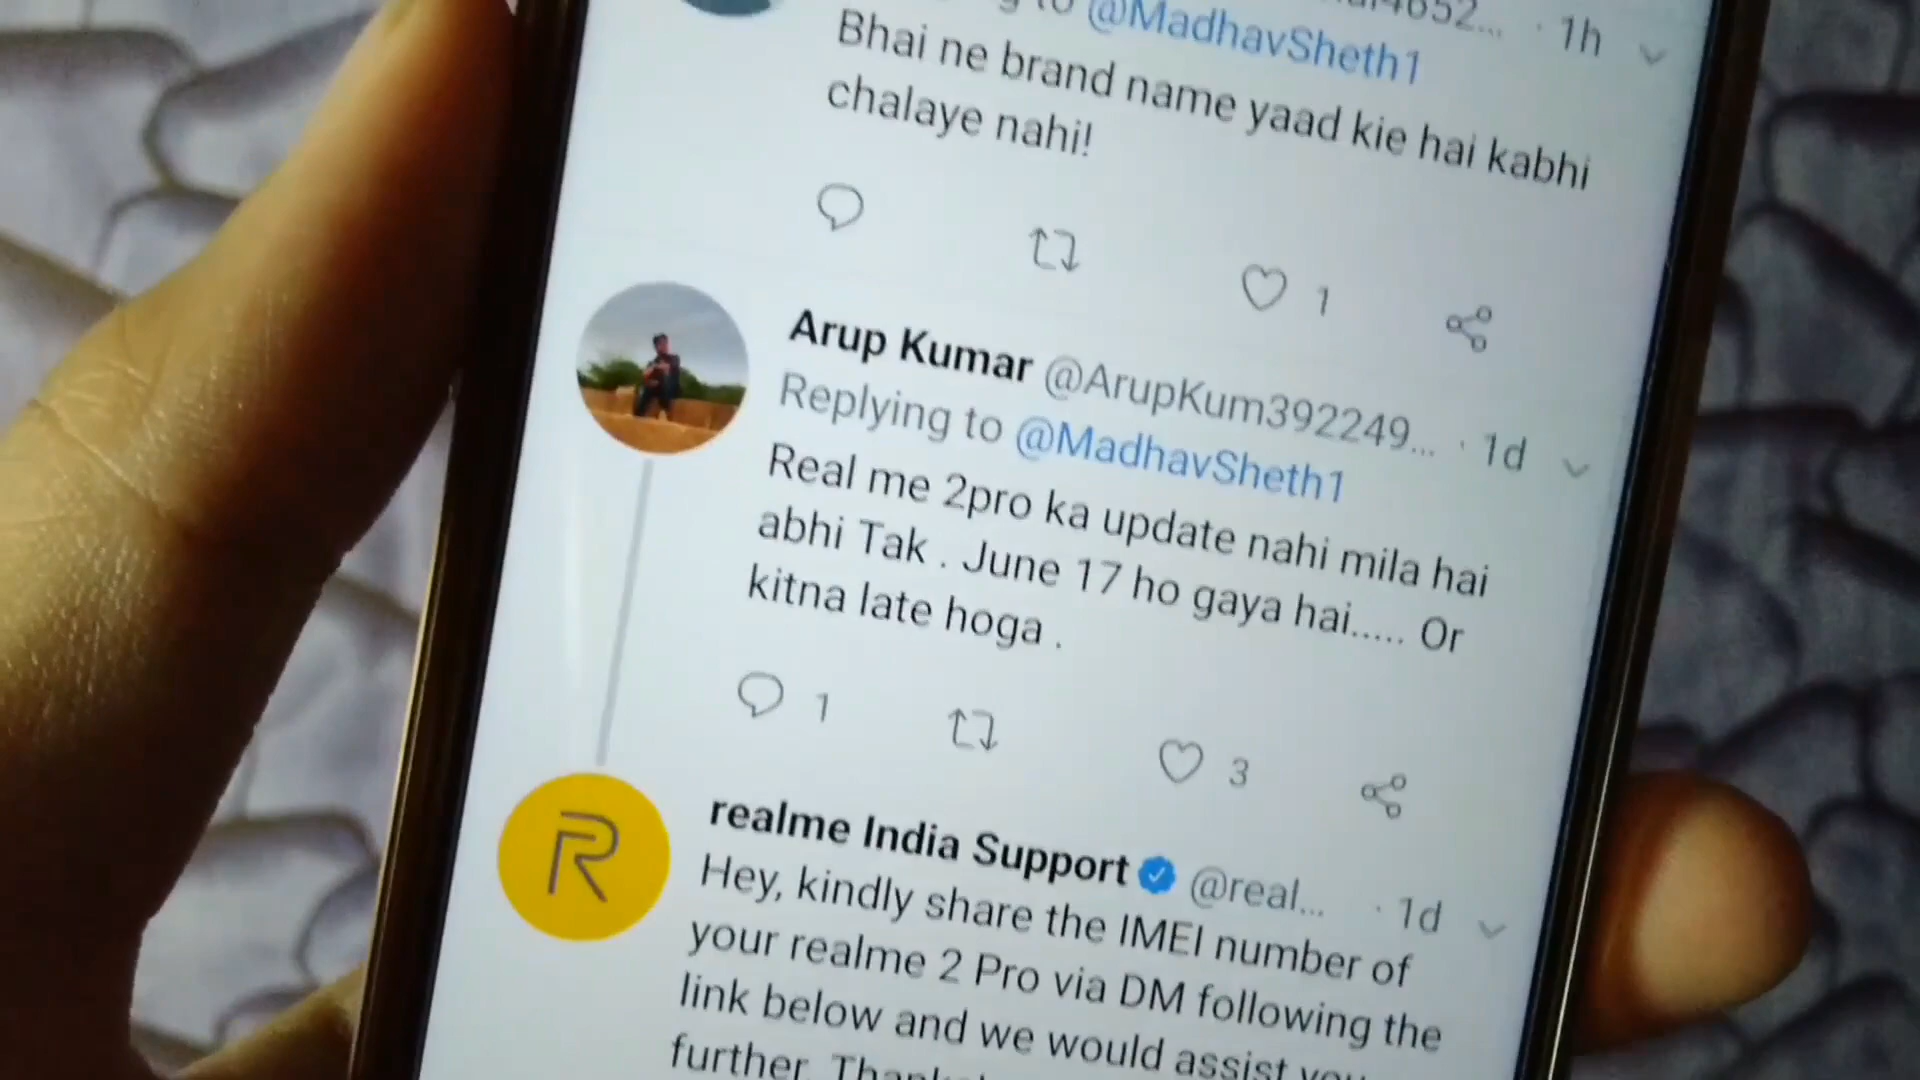 @MadhavSheth1 · 1h
Bhai ne brand name yaad kie hai kabhi
chalaye nahi!
1
Arup Kumar @ArupKum392249... · 1d
Replying to @MadhavSheth1
Real me 2pro ka update nahi mila hai
abhi Tak . June 17 ho gaya hai..... Or
kitna late hoga .
1 3
realme India Support @real... · 1d
Hey, kindly share the IMEI number of
your realme 2 Pro via DM following the
link below and we would assist you
further.